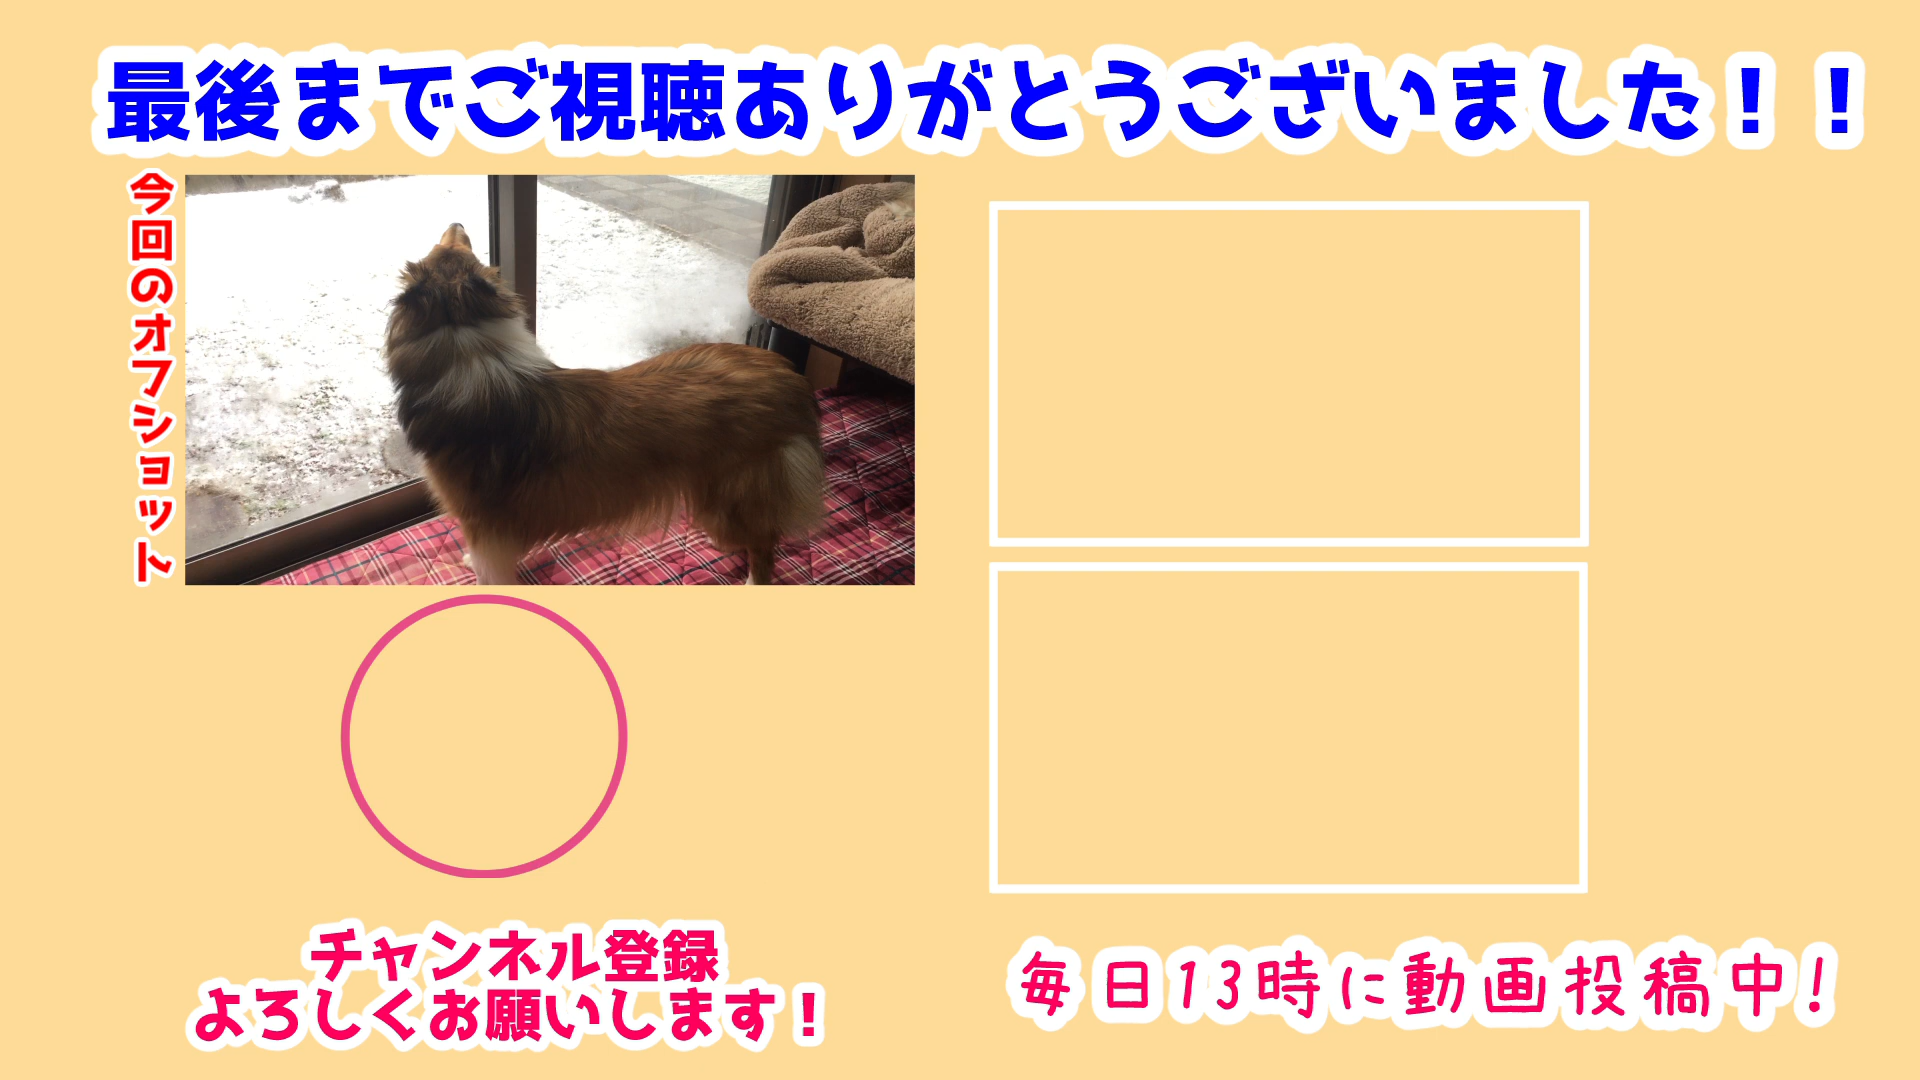 最後までご視聴ありがとうございました！！
今回のオフショット
チャンネル登録
よろしくお願いします！
毎日13時に動画投稿中！